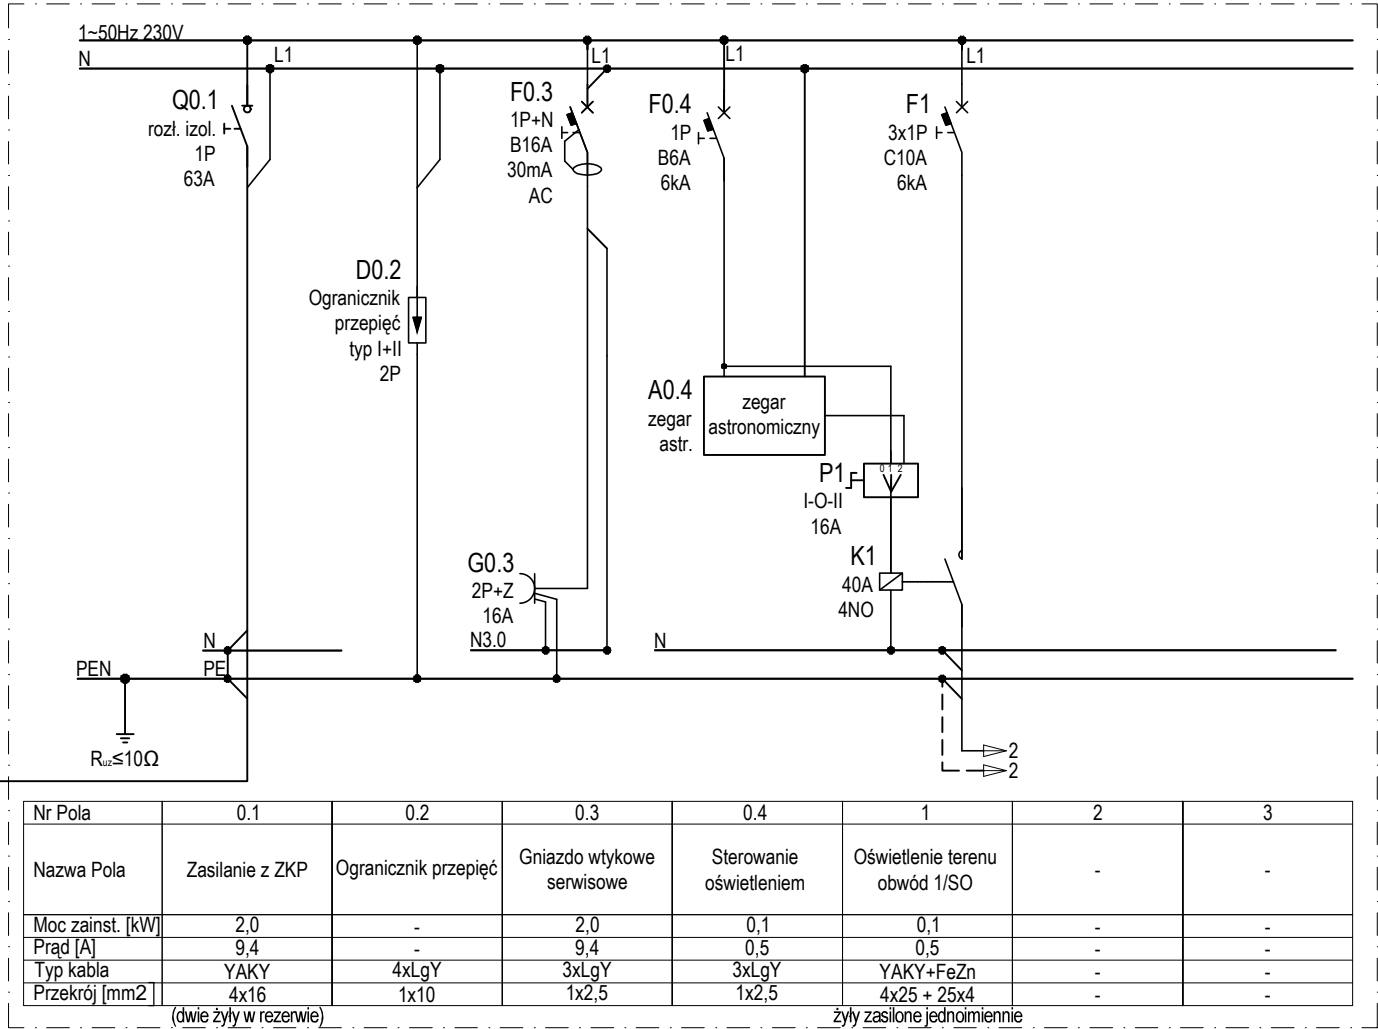 1~50Hz 230V
N
L1
L1
L1
L1
Q0.1
rozł. izol.
1P
63A
F0.3
1P+N
B16A
30mA
AC
F0.4
1P
B6A
6kA
F1
3x1P
C10A
6kA
D0.2
Ogranicznik
przepięć
typ I+II
2P
A0.4
zegar
astr.
zegar
astronomiczny
P1
I-O-II
16A
0 1 2
K1
40A
4NO
G0.3
2P+Z
16A
N
N3.0
N
PEN
PE
Ruz≤10Ω
2
2
Nr Pola 0.1 0.2 0.3 0.4 1 2 3
Nazwa Pola Zasilanie z ZKP Ogranicznik przepięć Gniazdo wtykowe serwisowe Sterowanie oświetleniem Oświetlenie terenu obwód 1/SO - -
Moc zainst. [kW] 2,0 - 2,0 0,1 0,1 - -
Prąd [A] 9,4 - 9,4 0,5 0,5 - -
Typ kabla YAKY 4xLgY 3xLgY 3xLgY YAKY+FeZn - -
Przekrój [mm2] 4x16 1x10 1x2,5 1x2,5 4x25 + 25x4 - -
(dwie żyły w rezerwie) żyły zasilone jednoimiennie